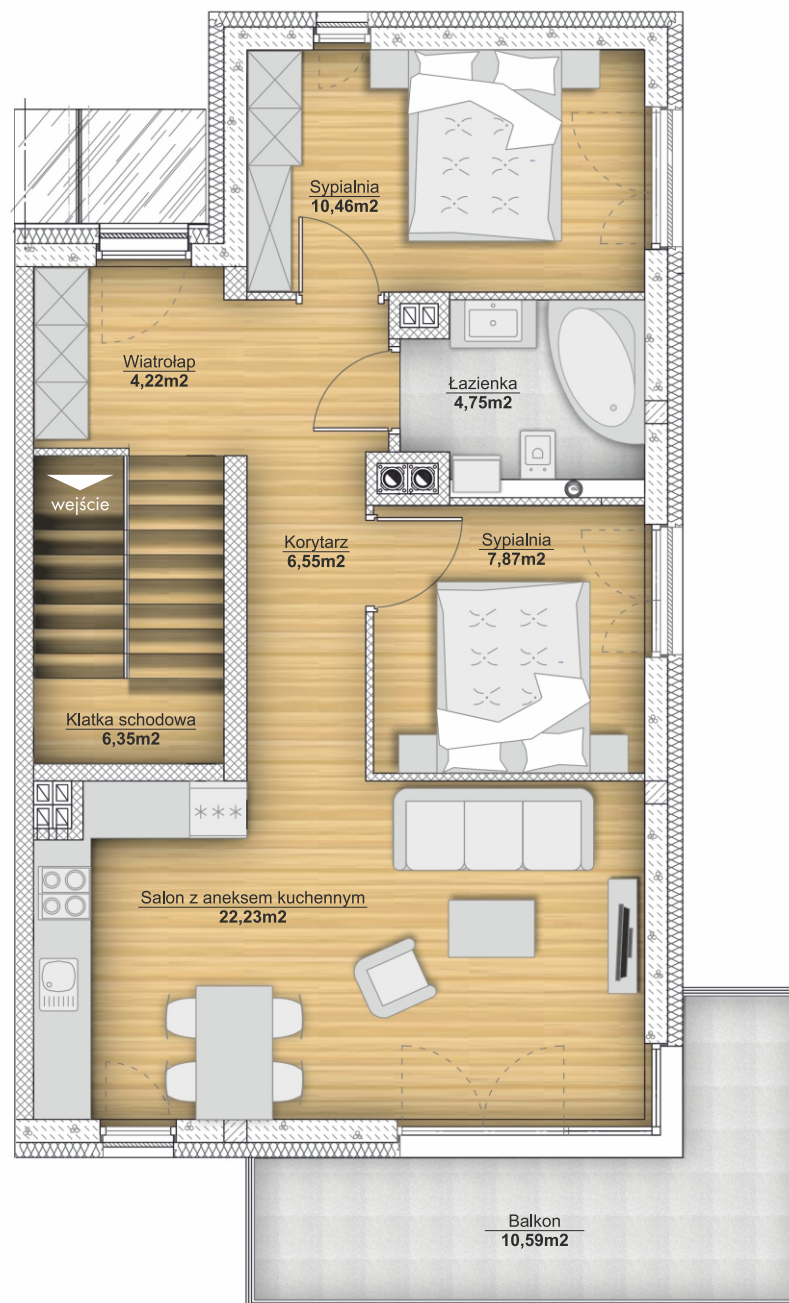 Sypialnia
10,46m2
Wiatrołap
4,22m2
Łazienka
4,75m2
wejście
Korytarz
6,55m2
Sypialnia
7,87m2
Klatka schodowa
6,35m2
Salon z aneksem kuchennym
22,23m2
Balkon
10,59m2